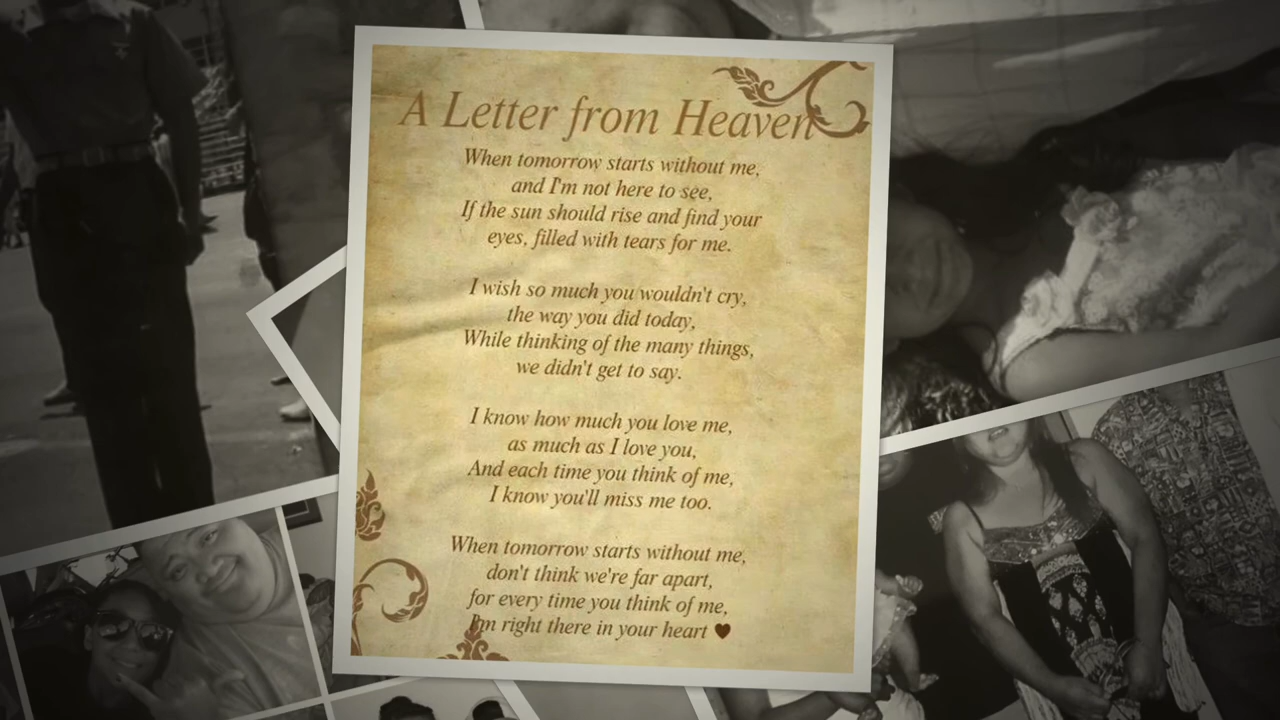 A Letter from Heaven
When tomorrow starts without me,
and I'm not here to see,
If the sun should rise and find your
eyes, filled with tears for me.
I wish so much you wouldn't cry,
the way you did today,
While thinking of the many things,
we didn't get to say.
I know how much you love me,
as much as I love you,
And each time you think of me,
I know you'll miss me too.
When tomorrow starts without me,
don't think we're far apart,
for every time you think of me,
I'm right there in your heart ♥